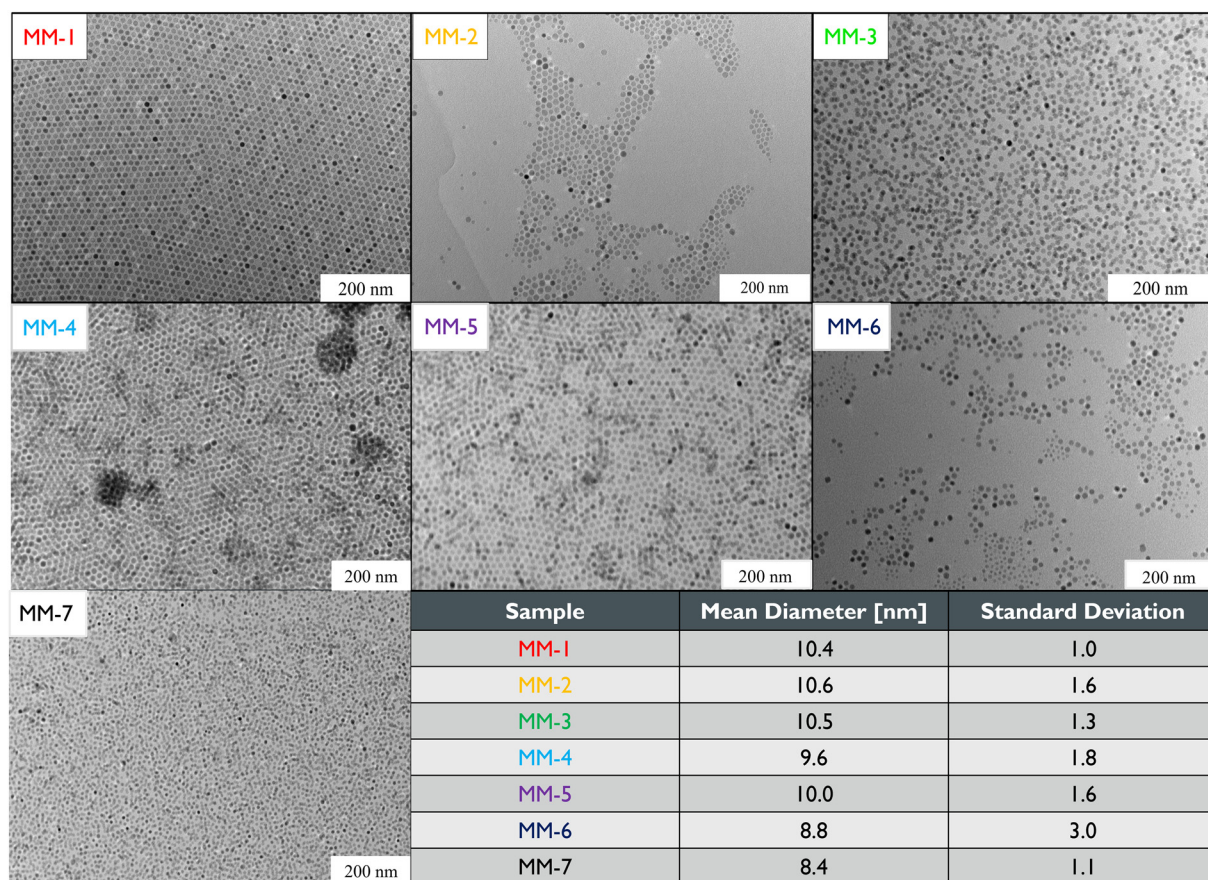 MM-1
MM-2
MM-3
200 nm
200 nm
200 nm
MM-4
MM-5
MM-6
200 nm
200 nm
200 nm
MM-7
200 nm
Sample Mean Diameter [nm] Standard Deviation
MM-1 10.4 1.0
MM-2 10.6 1.6
MM-3 10.5 1.3
MM-4 9.6 1.8
MM-5 10.0 1.6
MM-6 8.8 3.0
MM-7 8.4 1.1